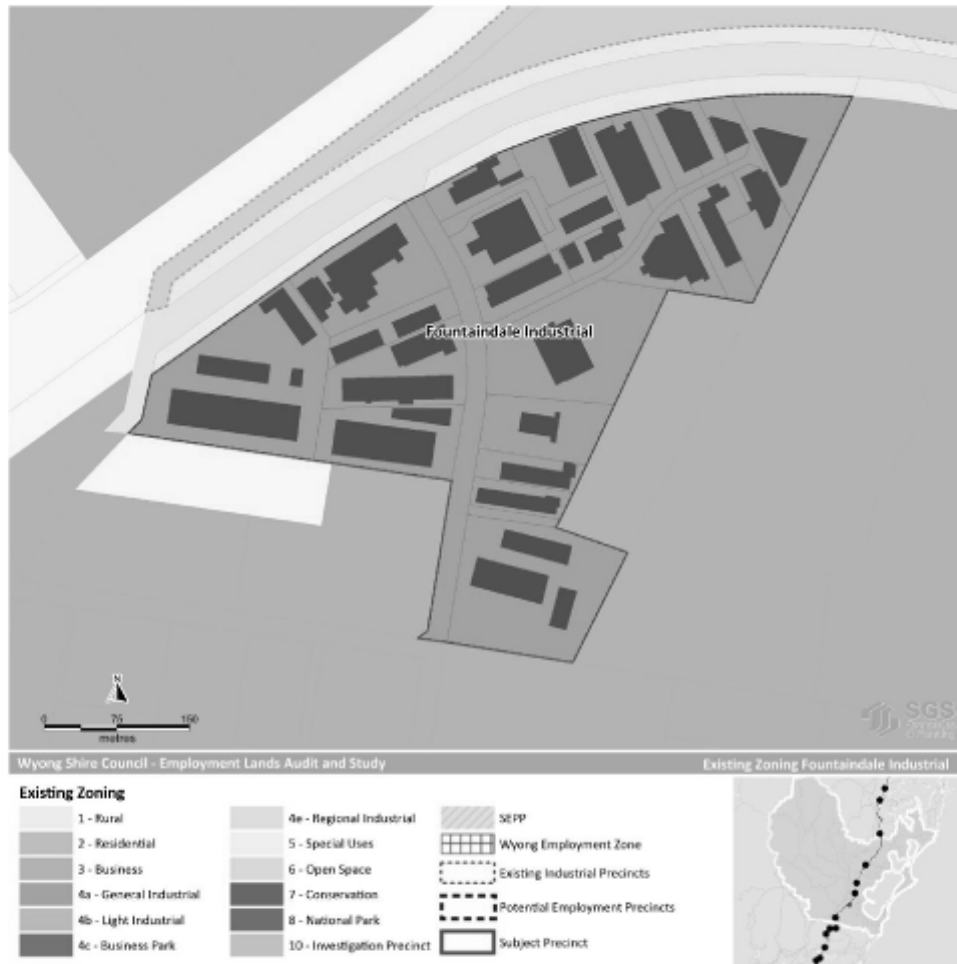 Fountaindale Industrial
N
0 75 150
metres
SGS
Economics
& Planning
Wyong Shire Council - Employment Lands Audit and Study
Existing Zoning Fountaindale Industrial
Existing Zoning
1 - Rural
2 - Residential
3 - Business
4a - General Industrial
4b - Light Industrial
4c - Business Park
4e - Regional Industrial
5 - Special Uses
6 - Open Space
7 - Conservation
8 - National Park
10 - Investigation Precinct
SEPP
Wyong Employment Zone
Existing Industrial Precincts
Potential Employment Precincts
Subject Precinct